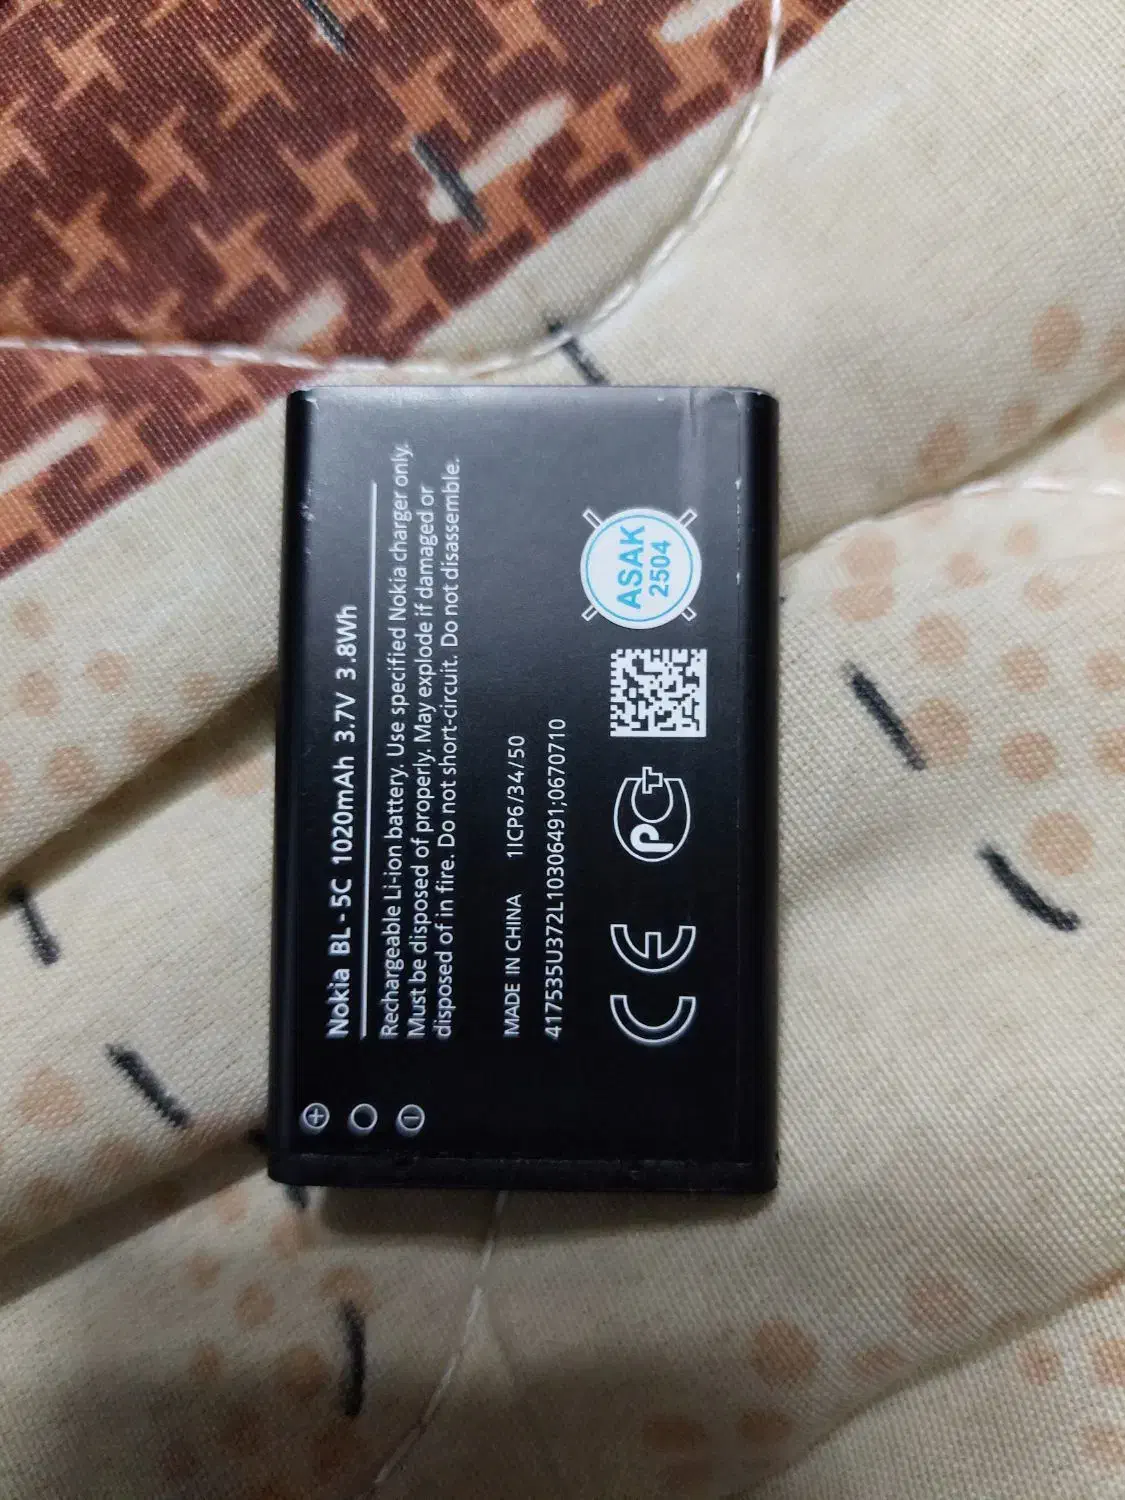 Nokia BL-5C 1020mAh 3.7V 3.8Wh
Rechargeable Li-ion battery. Use specified Nokia charger only.
Must be disposed of properly. May explode if damaged or
disposed of in fire. Do not short-circuit. Do not disassemble.
MADE IN CHINA 1ICP6/34/50
417535U372L10306491;0670710
CE PCT
ASAK
2504